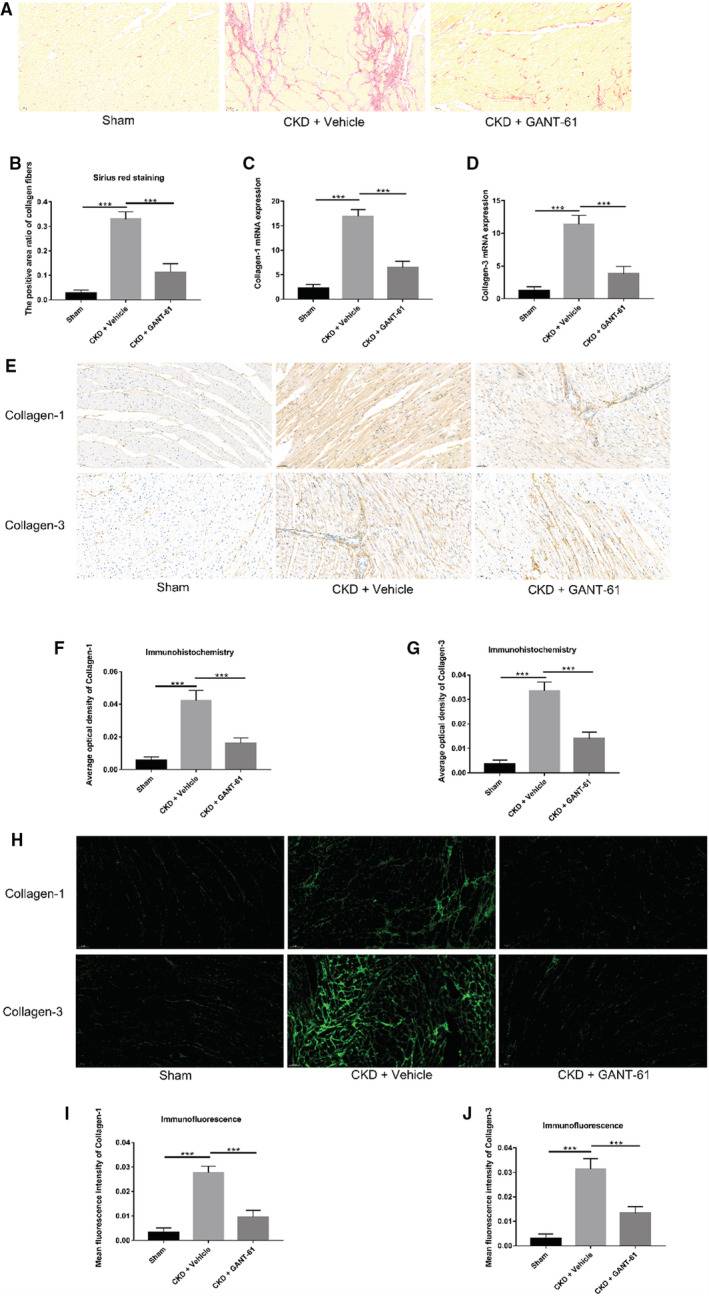 A
Sham
CKD + Vehicle
CKD + GANT-61
B
Sirius red staining
The positive area ratio of collagen fibers
0.4
0.3
0.2
0.1
0.0
***
***
Sham
CKD + Vehicle
CKD + GANT-61
C
Collagen-1 mRNA expression
20
15
10
5
0
***
***
Sham
CKD + Vehicle
CKD + GANT-61
D
Collagen-3 mRNA expression
15
10
5
0
***
***
Sham
CKD + Vehicle
CKD + GANT-61
E
Collagen-1
Collagen-3
Sham
CKD + Vehicle
CKD + GANT-61
F
Immunohistochemistry
Average optical density of Collagen-1
0.06
0.04
0.02
0.00
***
***
Sham
CKD + Vehicle
CKD + GANT-61
G
Immunohistochemistry
Average optical density of Collagen-3
0.04
0.03
0.02
0.01
0.00
***
***
Sham
CKD + Vehicle
CKD + GANT-61
H
Collagen-1
Collagen-3
Sham
CKD + Vehicle
CKD + GANT-61
I
Immunofluorescence
Mean fluorescence intensity of Collagen-1
0.04
0.03
0.02
0.01
0.00
***
***
Sham
CKD + Vehicle
CKD + GANT-61
J
Immunofluorescence
Mean fluorescence intensity of Collagen-3
0.04
0.03
0.02
0.01
0.00
***
***
Sham
CKD + Vehicle
CKD + GANT-61